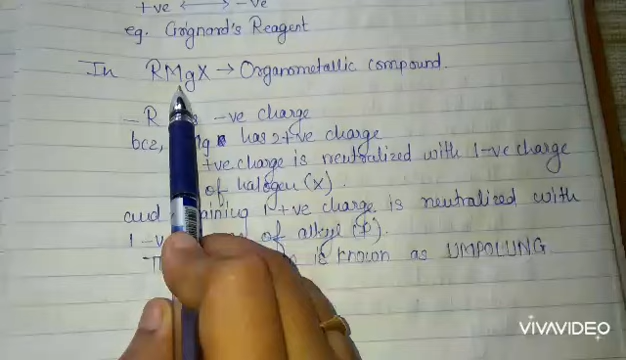 +ve ⟷ -ve
eg. Grignard's Reagent
In RMgX → Organometallic compound.
-R -ve charge
bcz, has 2+ve charge
+ve charge is neutralized with 1-ve charge
of halogen (X).
and 1+ve charge is neutralized with
1-v of alkyl (R).
is known as UMPOLUNG
VIVAVIDEO